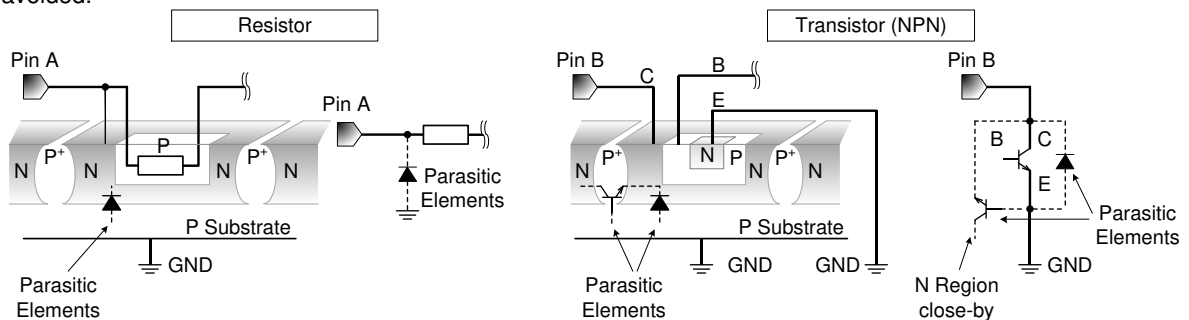 avoided.
Resistor
Transistor (NPN)
Pin A
Pin A
N
P+
N
P
N
P+
N
Parasitic
Elements
P Substrate
GND
Parasitic
Elements
Pin B
C
B
E
N
P+
N
N
P
N
P+
N
P Substrate
GND
GND
Parasitic
Elements
Pin B
B
C
E
Parasitic
Elements
GND
N Region
close-by